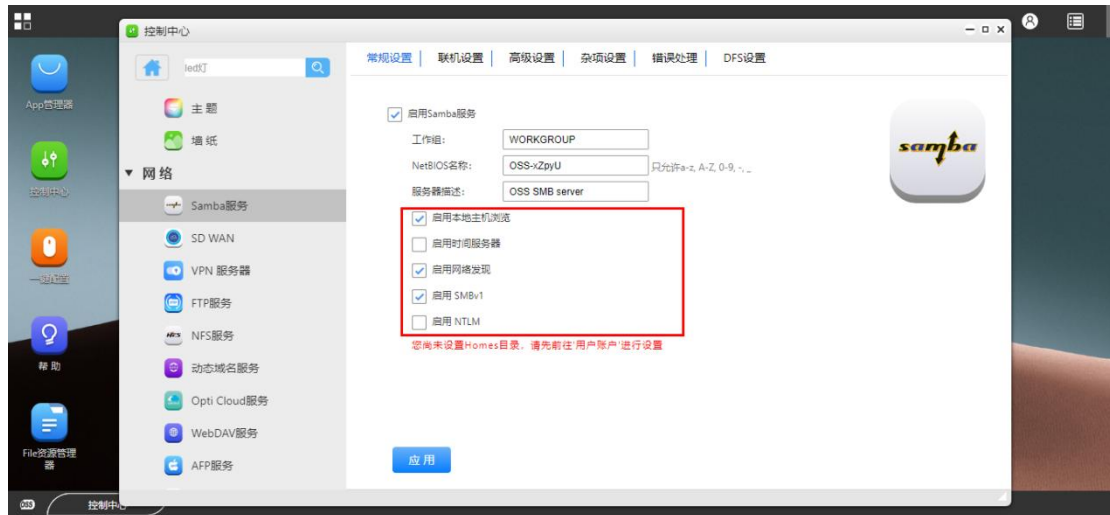 控制中心
常规设置 | 联机设置 | 高级设置 | 杂项设置 | 错误处理 | DFS设置
led灯
App管理器
控制中心
一键配置
帮助
File资源管理
器
主题
墙纸
网络
Samba服务
SD WAN
VPN 服务器
FTP服务
NFS服务
动态域名服务
Opti Cloud服务
WebDAV服务
AFP服务
启用Samba服务
工作组: WORKGROUP
NetBIOS名称: OSS-xZpyU 只允许a-z, A-Z, 0-9, -, _
服务器描述: OSS SMB server
启用本地主机浏览
启用时间服务器
启用网络发现
启用 SMBv1
启用 NTLM
您尚未设置Homes目录，请先前往'用户账户'进行设置
samba
应用
OSS
控制中心